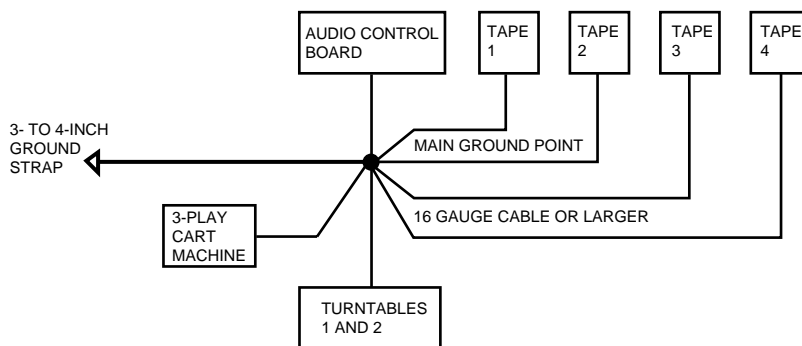 AUDIO CONTROL
BOARD
TAPE
1
TAPE
2
TAPE
3
TAPE
4
3- TO 4-INCH
GROUND
STRAP
MAIN GROUND POINT
16 GAUGE CABLE OR LARGER
3-PLAY
CART
MACHINE
TURNTABLES
1 AND 2